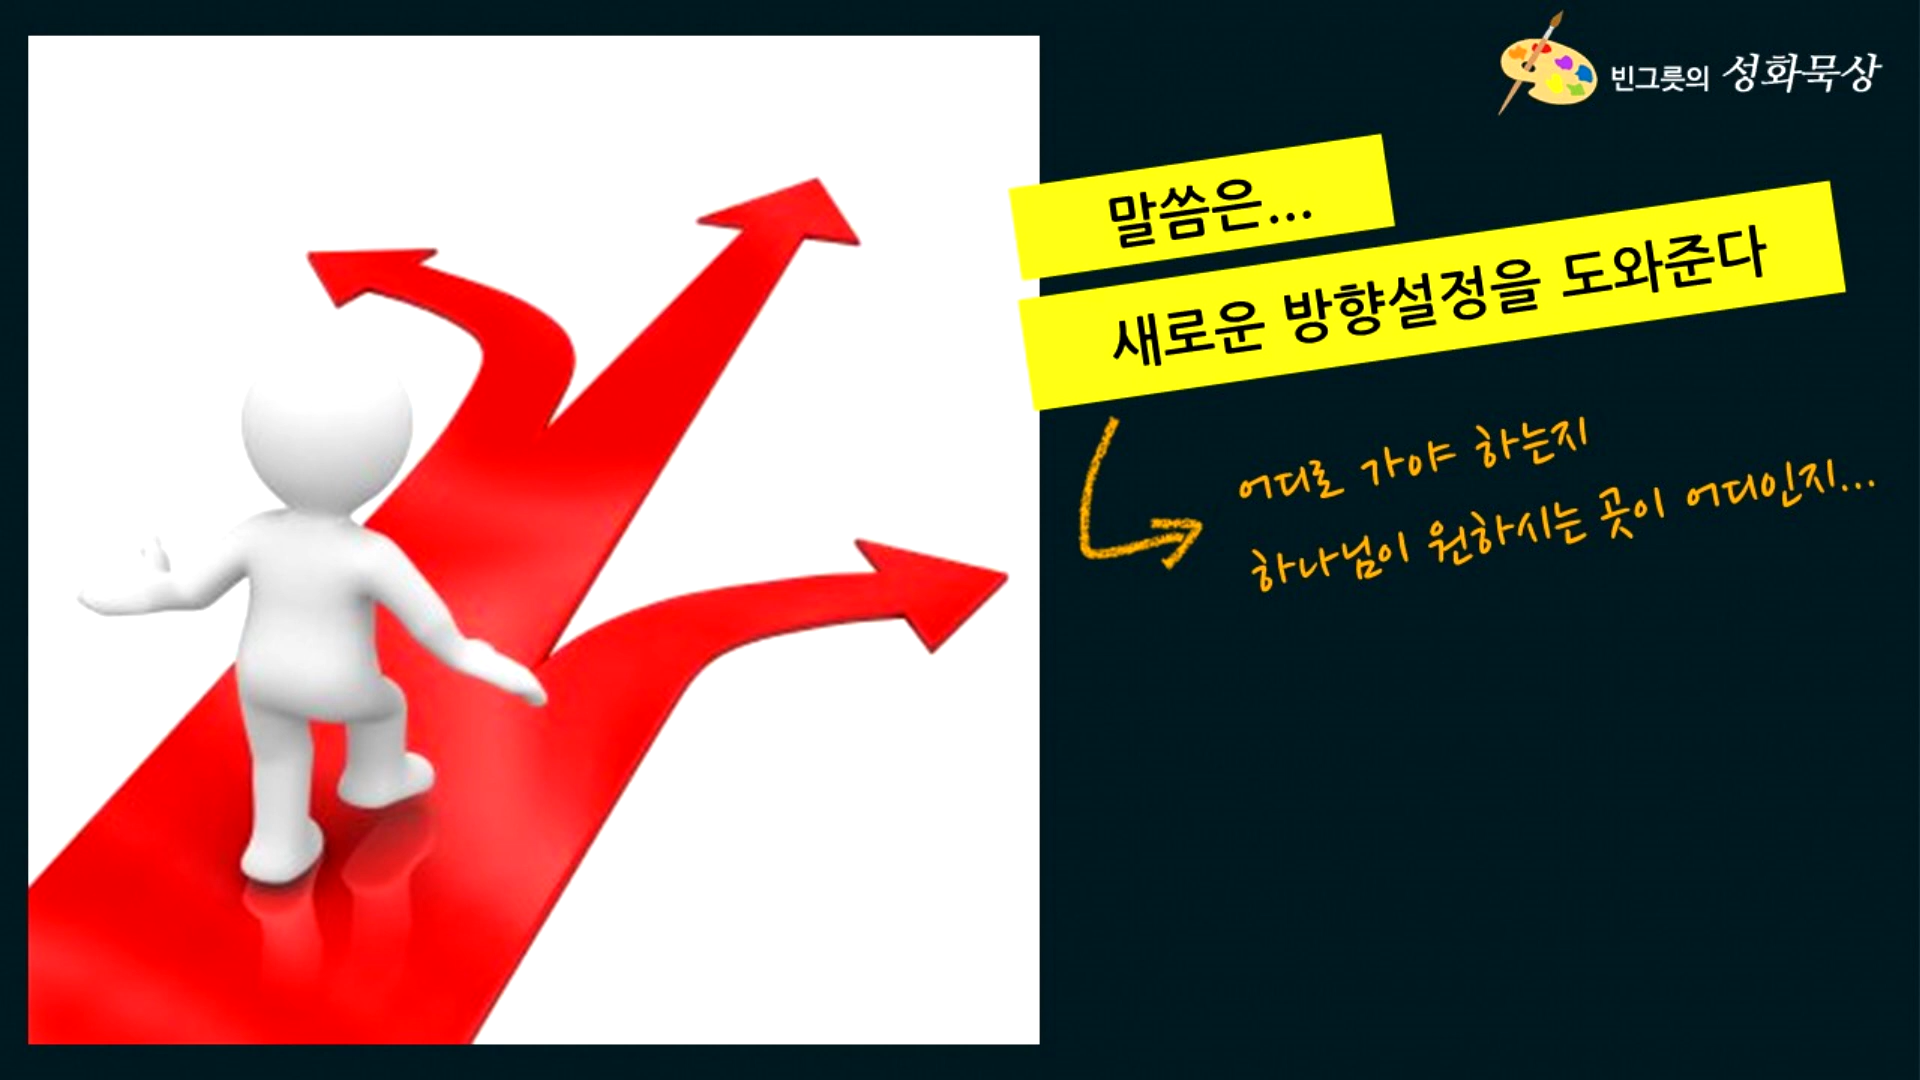 빈그릇의 성화묵상
말씀은...
새로운 방향설정을 도와준다
어디로 가야 하는지
하나님이 원하시는 곳이 어디인지...